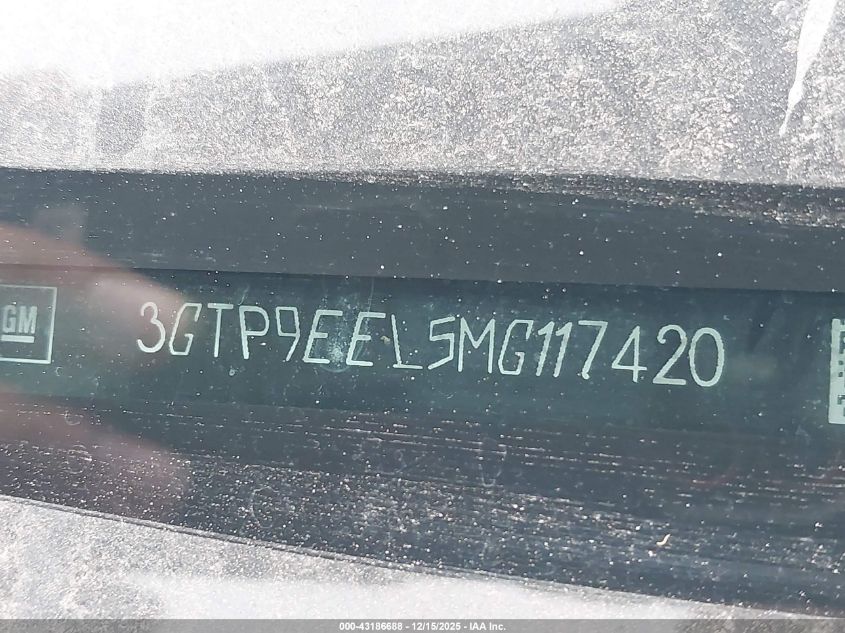 GM
3GTP9EEL5MG117420
000-43186688 - 12/15/2025 - IAA Inc.